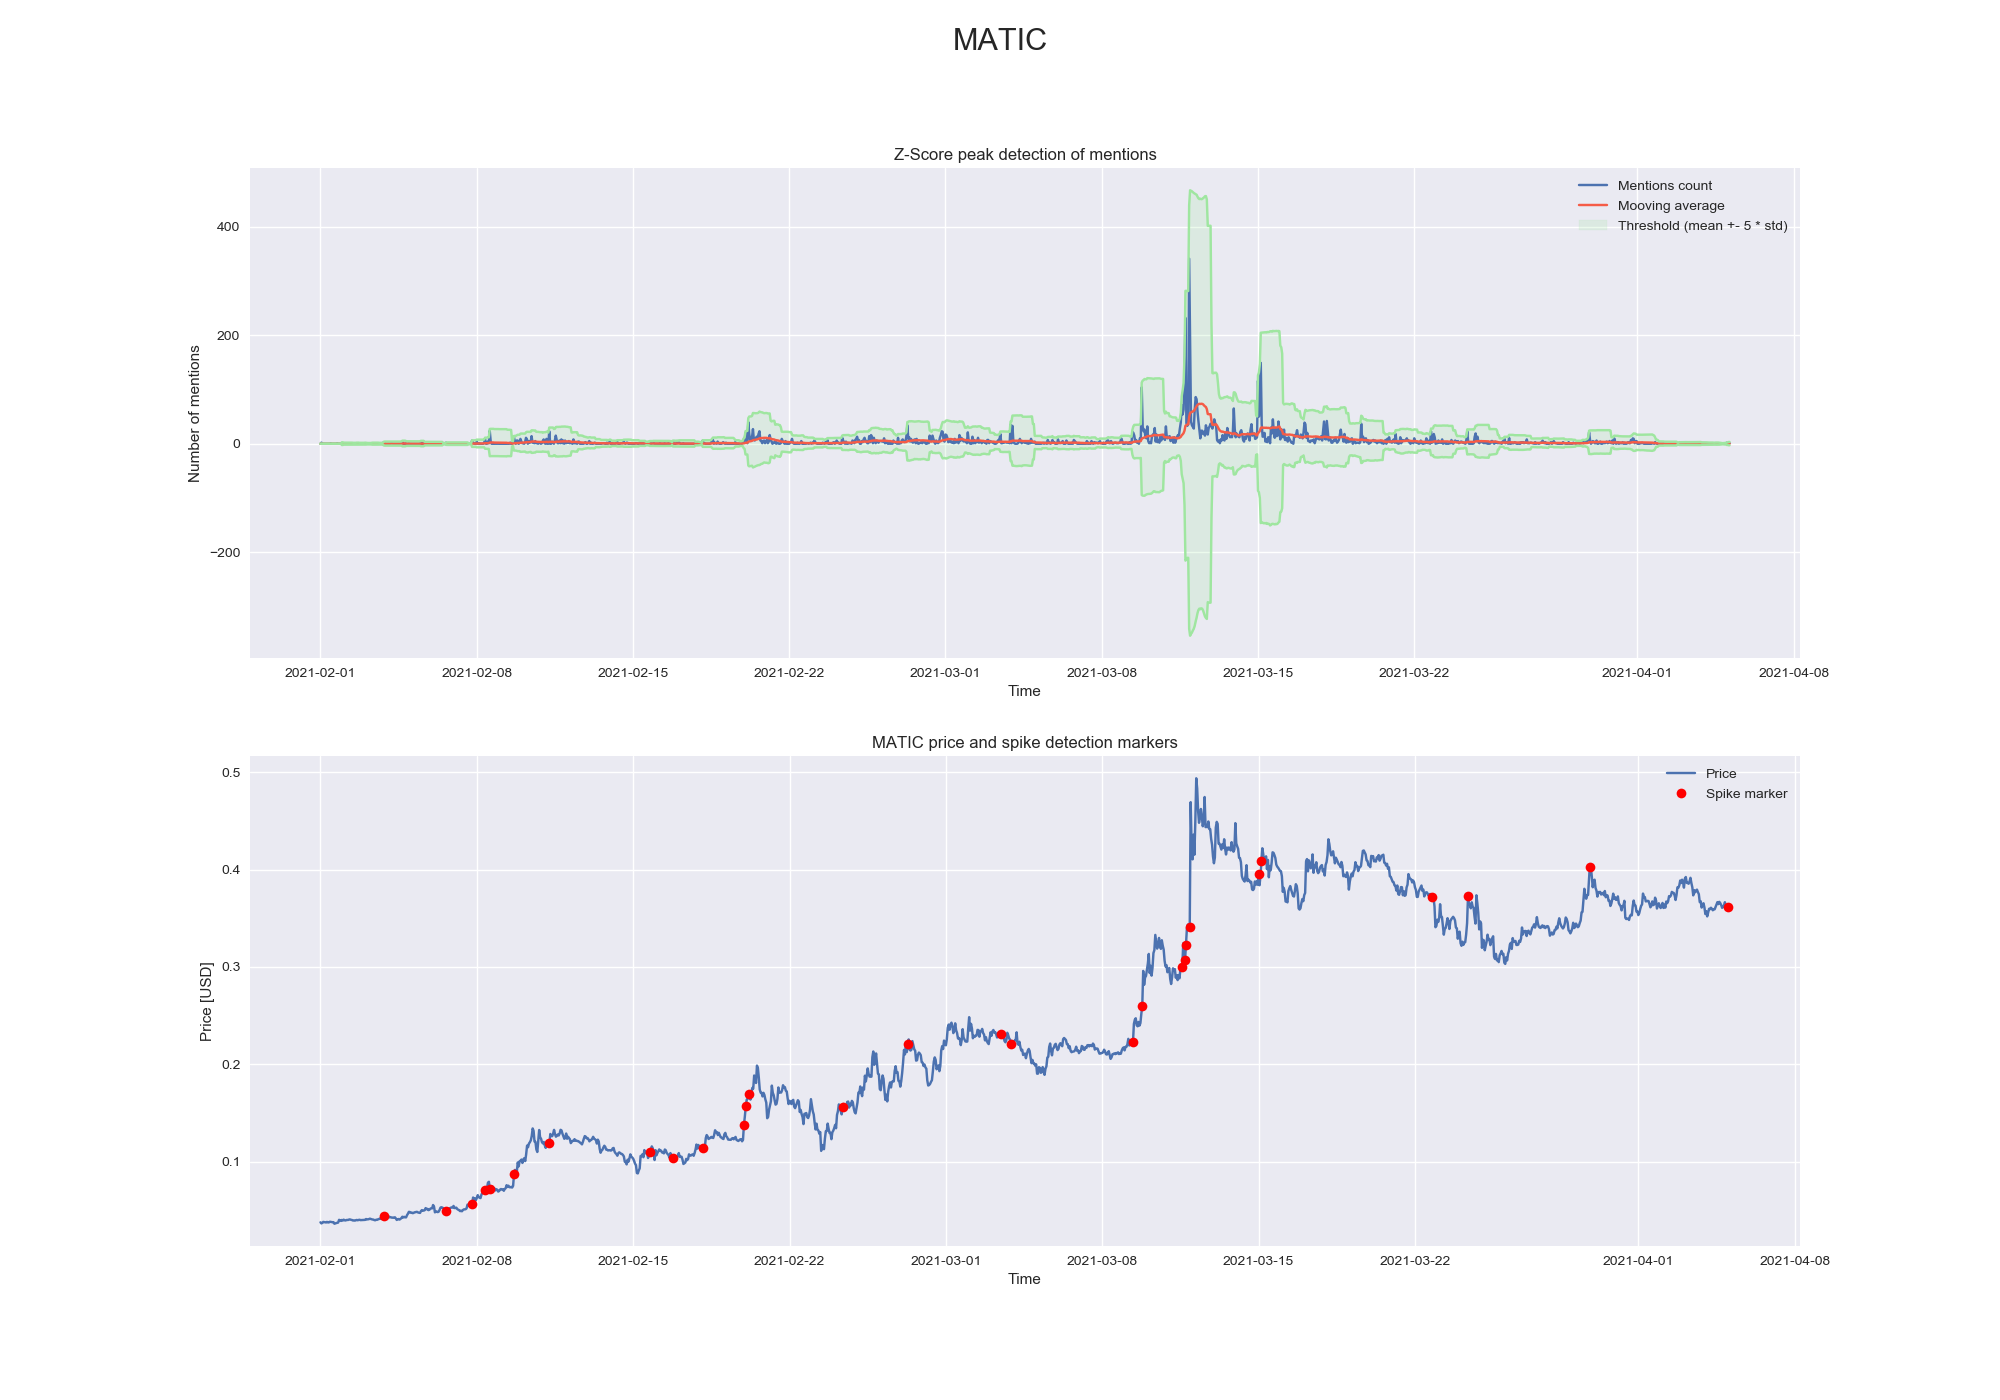 MATIC
Z-Score peak detection of mentions
Mentions count
Mooving average
Threshold (mean +- 5 * std)
Number of mentions
400
200
0
−200
2021-02-01 2021-02-08 2021-02-15 2021-02-22 2021-03-01 2021-03-08 2021-03-15 2021-03-22 2021-04-01 2021-04-08
Time
MATIC price and spike detection markers
Price
Spike marker
Price [USD]
0.5
0.4
0.3
0.2
0.1
2021-02-01 2021-02-08 2021-02-15 2021-02-22 2021-03-01 2021-03-08 2021-03-15 2021-03-22 2021-04-01 2021-04-08
Time